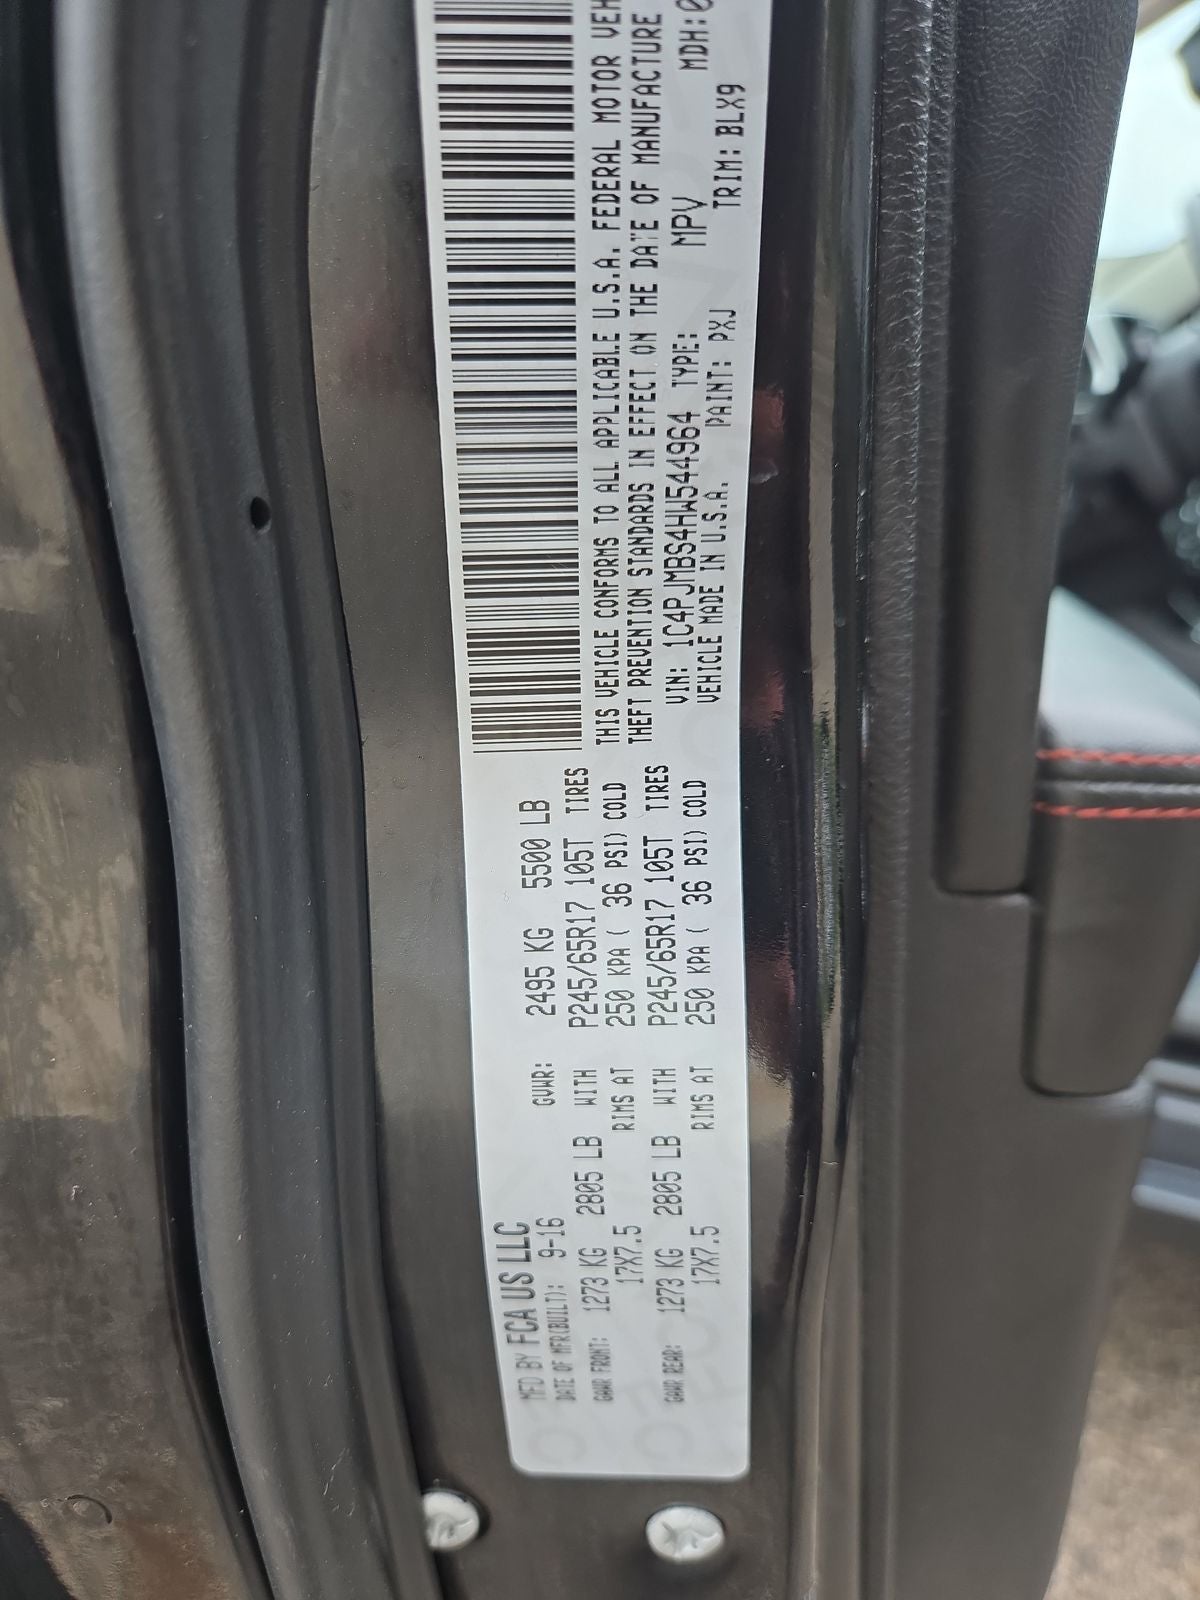 MFD BY FCA US LLC
DATE OF MFR(BUILT): 9-16 GVWR: 2495 KG 5500 LB
GAWR FRONT: 1273 KG 2805 LB WITH P245/65R17 105T TIRES
17X7.5 RIMS AT 250 KPA ( 36 PSI) COLD
GAWR REAR: 1273 KG 2805 LB WITH P245/65R17 105T TIRES
17X7.5 RIMS AT 250 KPA ( 36 PSI) COLD
THIS VEHICLE CONFORMS TO ALL APPLICABLE U.S.A. FEDERAL MOTOR
THEFT PREVENTION STANDARDS IN EFFECT ON THE DATE OF MANUFACTURE
VIN: 1C4PJMBS4HW544964 TYPE: MPV MDH:
VEHICLE MADE IN U.S.A. PAINT: PXJ TRIM: BLX9